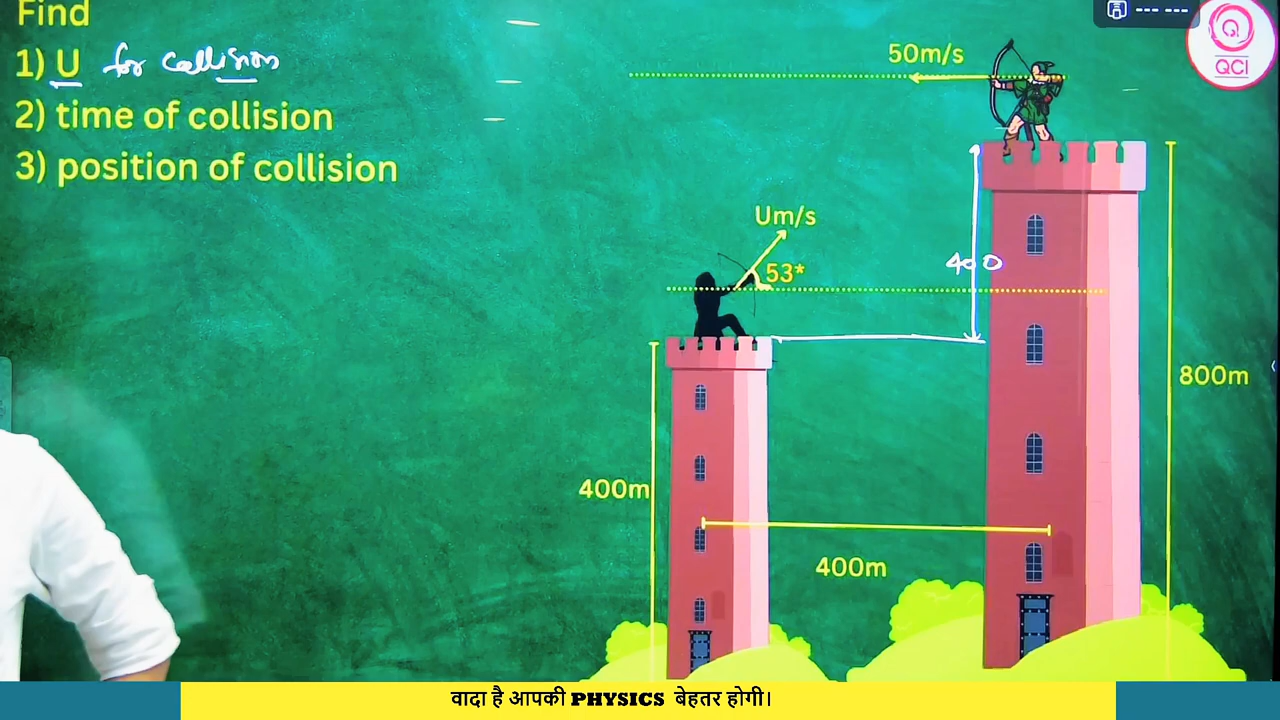 Find
1) U for collision
2) time of collision
3) position of collision
50m/s
QCI
Um/s
53*
400
800m
400m
400m
वादा है आपकी PHYSICS बेहतर होगी।